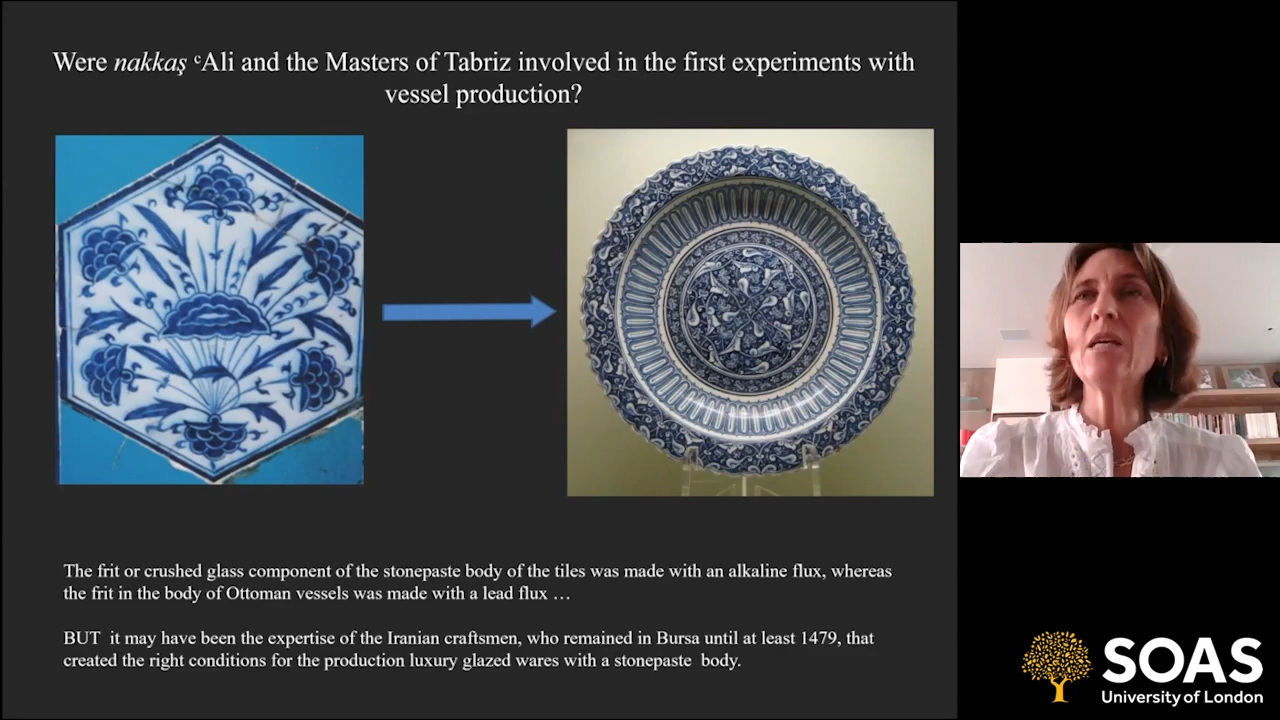 Were nakkaş ᶜAli and the Masters of Tabriz involved in the first experiments with
vessel production?
The frit or crushed glass component of the stonepaste body of the tiles was made with an alkaline flux, whereas
the frit in the body of Ottoman vessels was made with a lead flux …
BUT it may have been the expertise of the Iranian craftsmen, who remained in Bursa until at least 1479, that
created the right conditions for the production luxury glazed wares with a stonepaste body.
SOAS
University of London